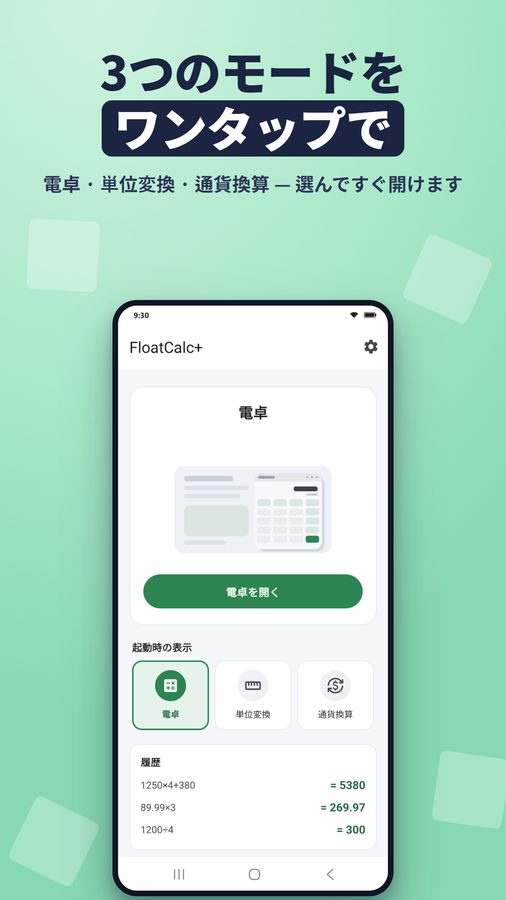 3つのモードを
ワンタップで
電卓・単位変換・通貨換算 — 選んですぐ開けます
9:30
FloatCalc+
電卓
電卓を開く
起動時の表示
電卓
単位変換
通貨換算
履歴
1250×4+380 = 5380
89.99×3 = 269.97
1200÷4 = 300